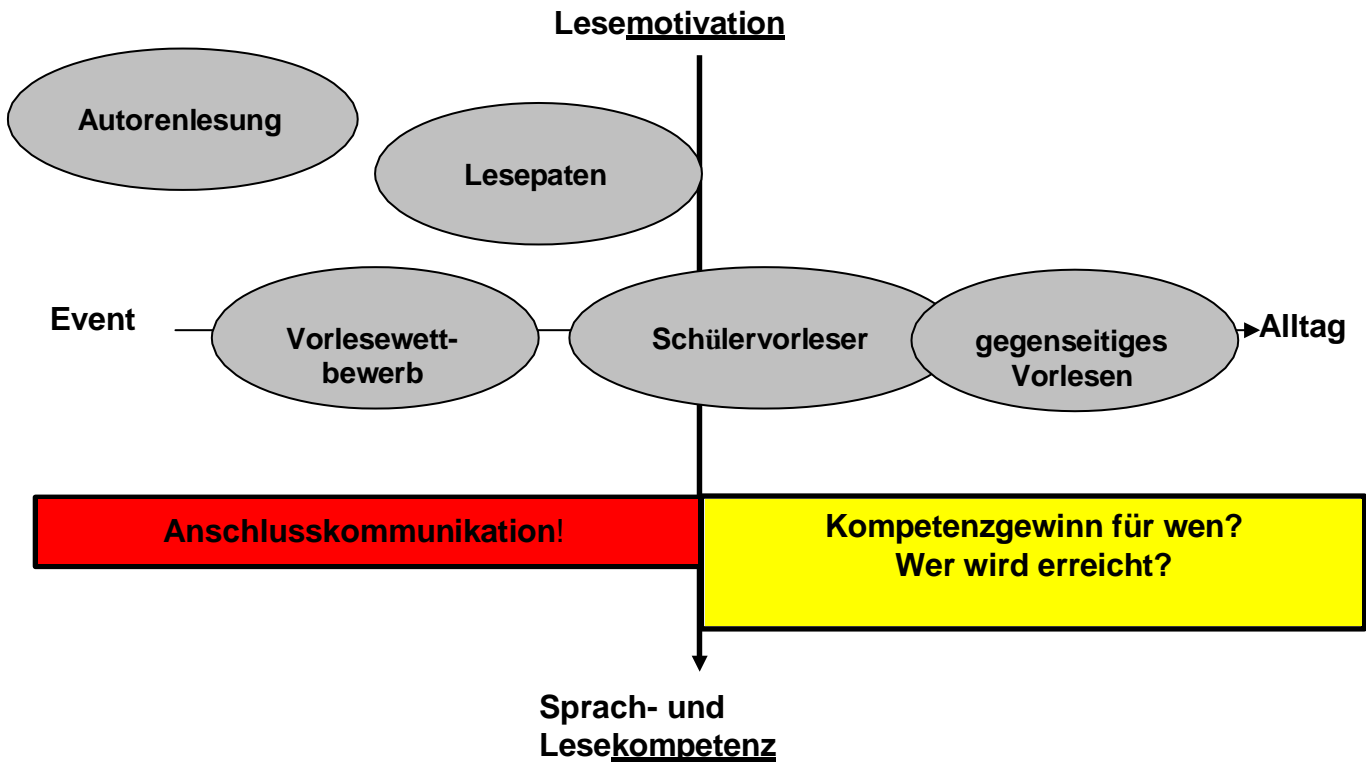 Lesemotivation
Autorenlesung
Lesepaten
Event
Vorlesewett-
bewerb
Schülervorleser
gegenseitiges
Vorlesen
Alltag
Anschlusskommunikation!
Kompetenzgewinn für wen?
Wer wird erreicht?
Sprach- und
Lesekompetenz